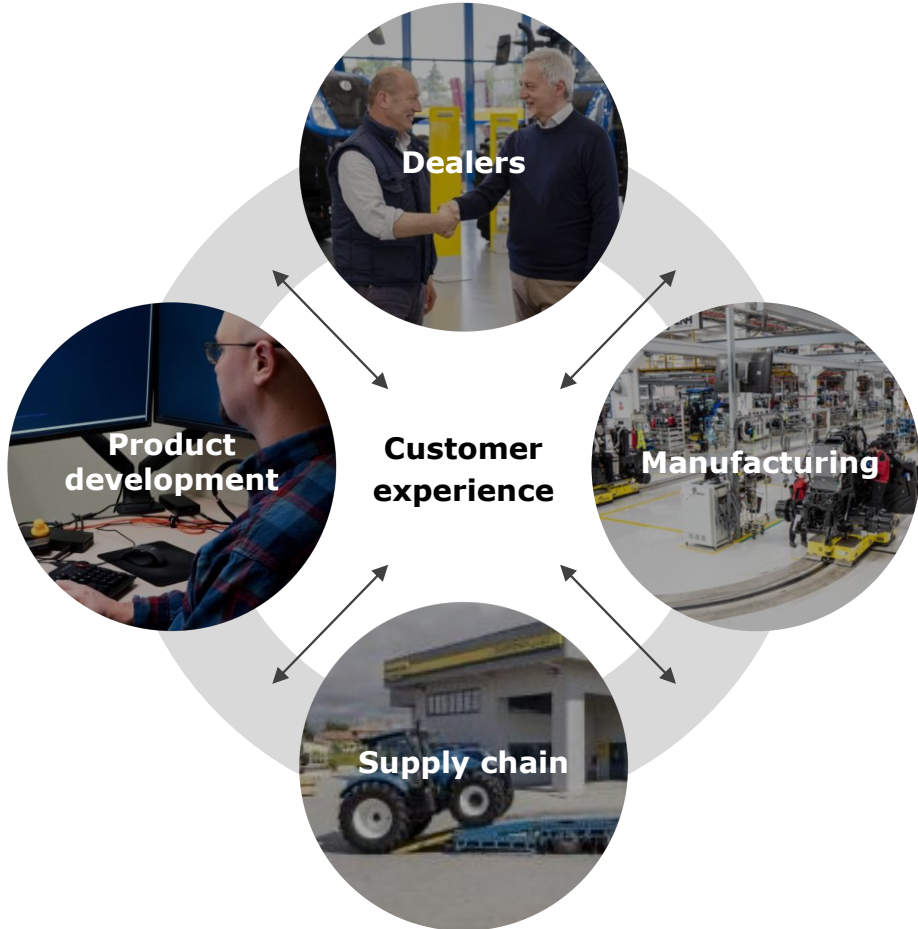 Dealers
Product
development
Customer
experience
Manufacturing
Supply chain